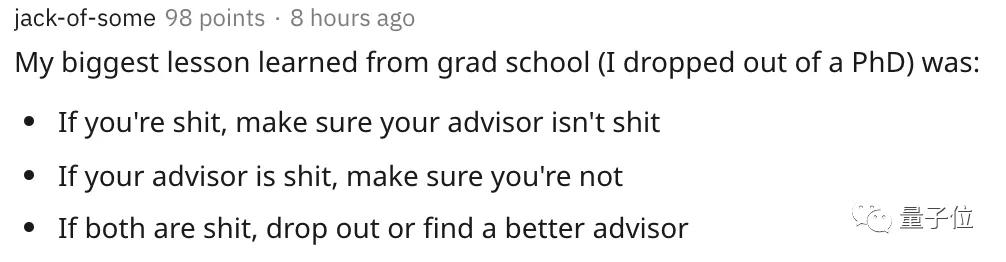 jack-of-some 98 points · 8 hours ago
My biggest lesson learned from grad school (I dropped out of a PhD) was:
• If you're shit, make sure your advisor isn't shit
• If your advisor is shit, make sure you're not
• If both are shit, drop out or find a better advisor
量子位